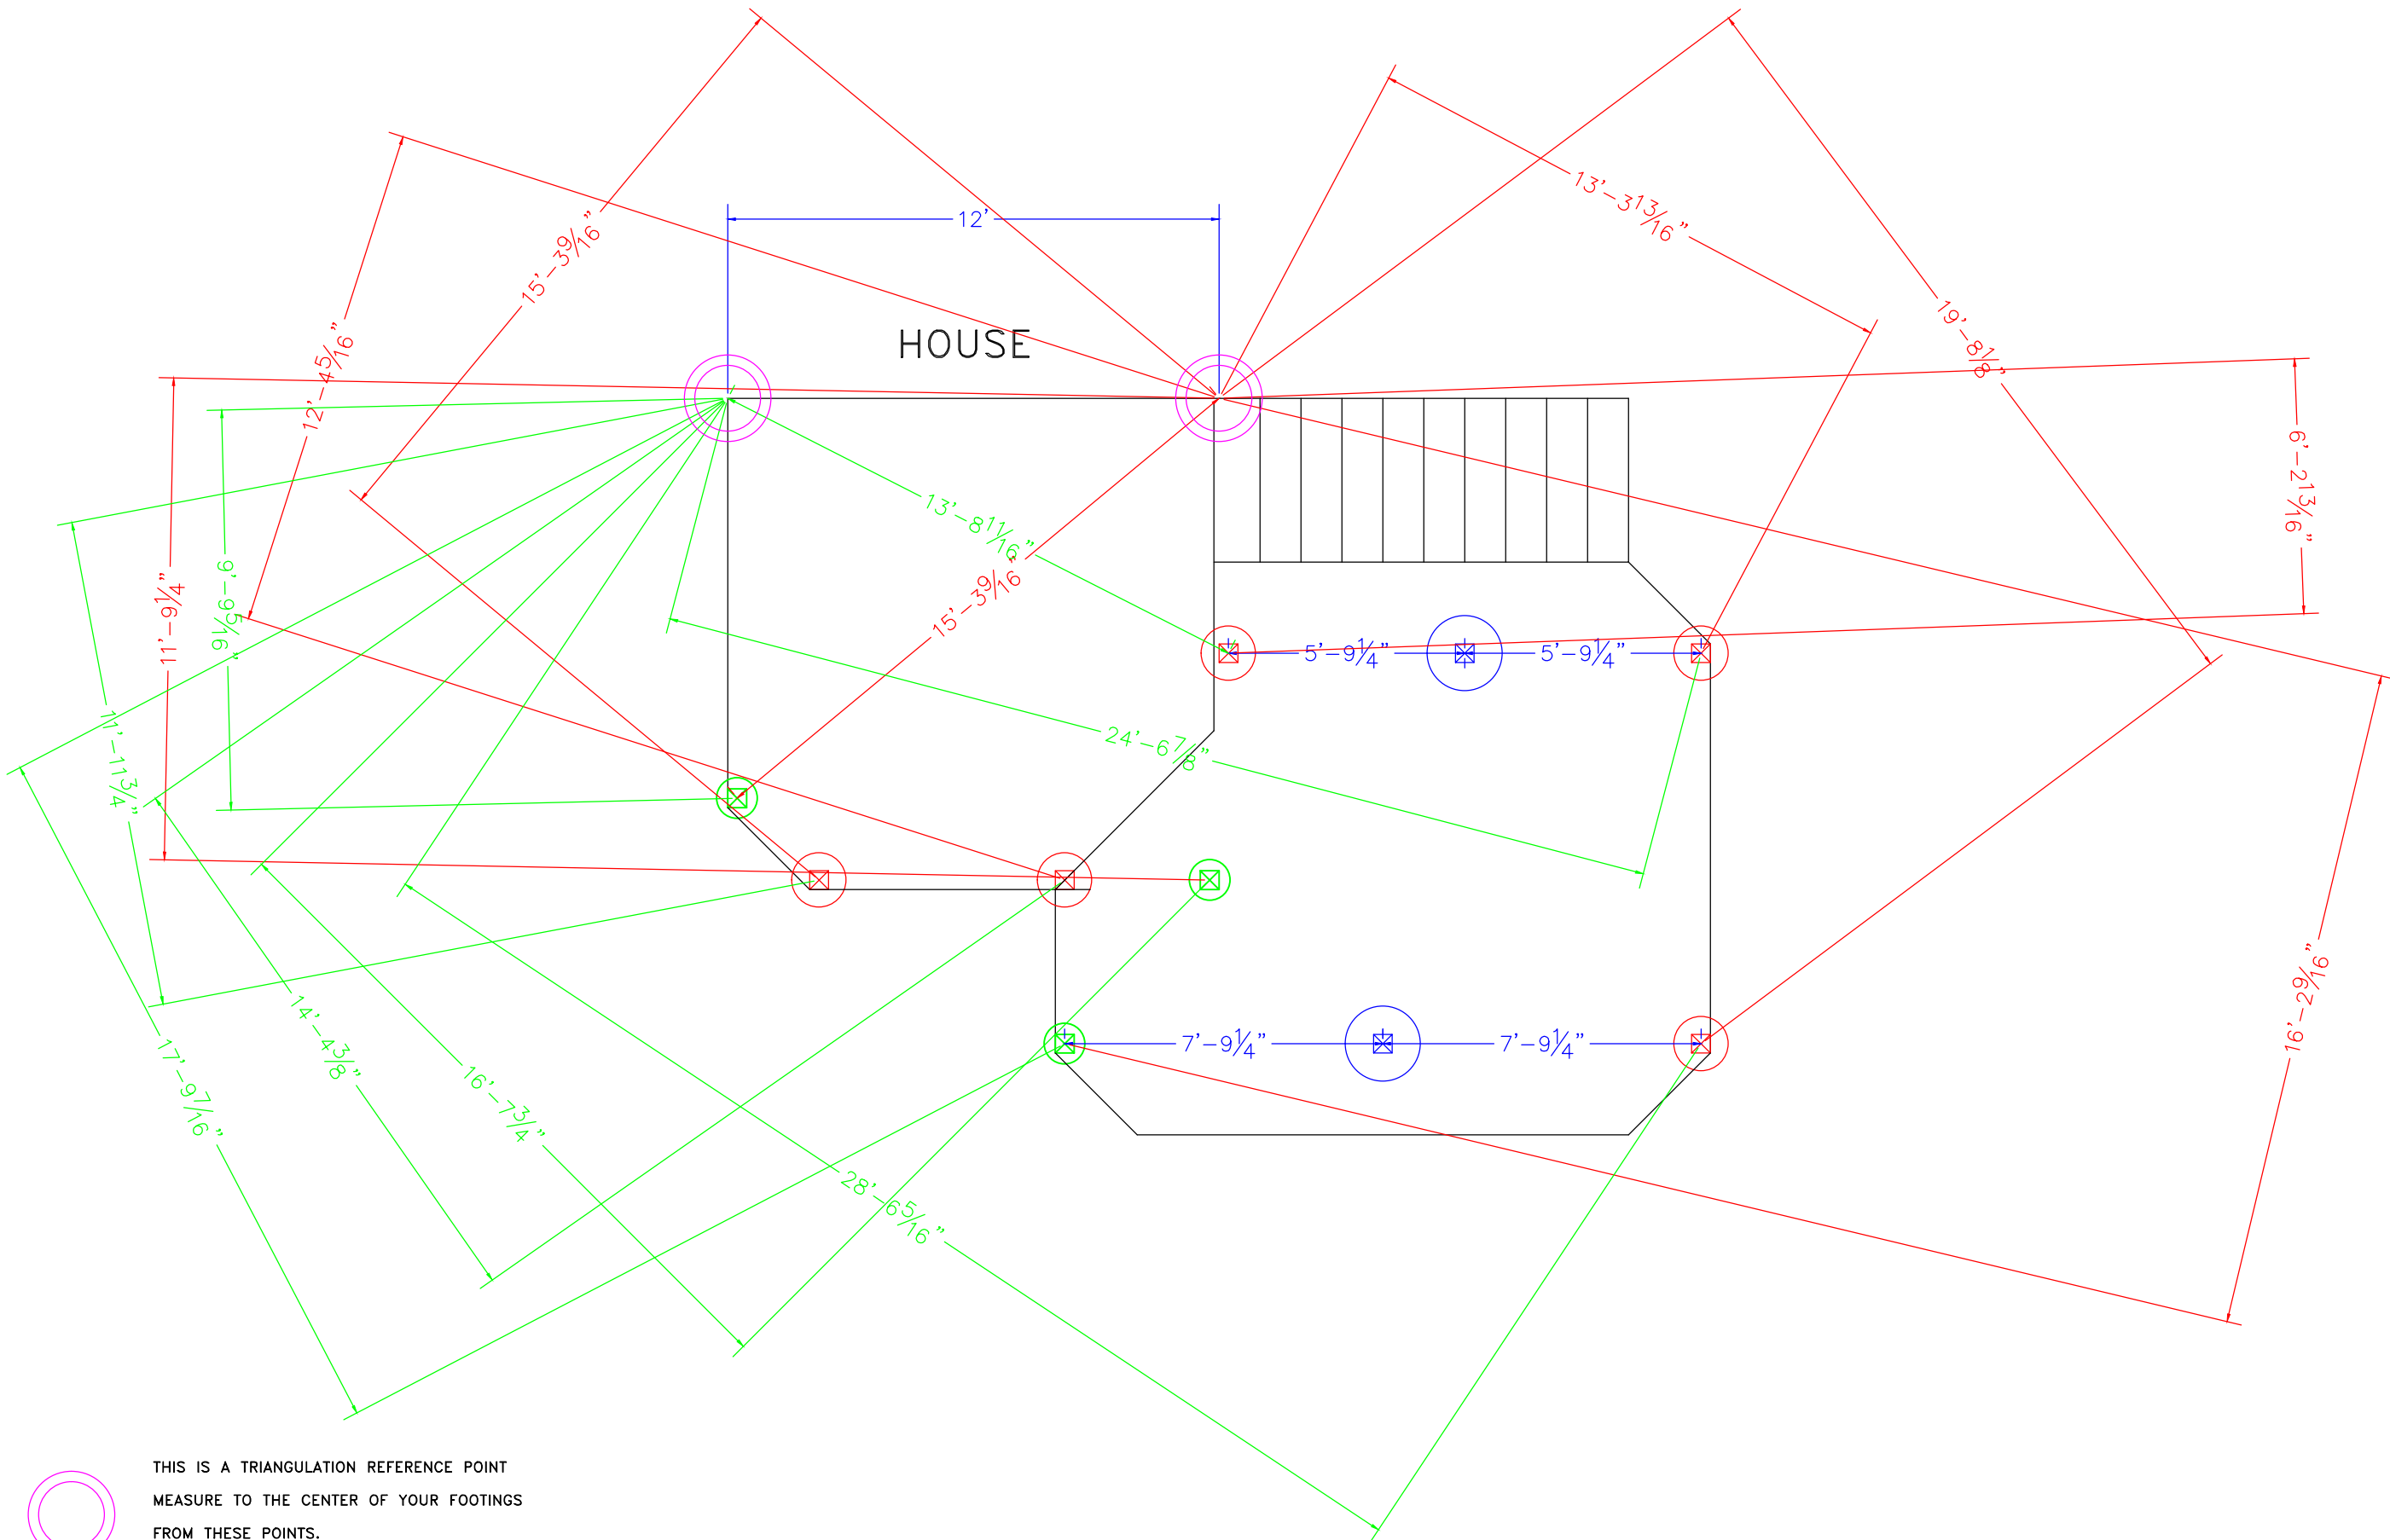 12'
13'-3 13/16"
15'-3 9/16"
19'-8 1/8"
HOUSE
12'-4 5/16"
6'-2 13/16"
13'-8 11/16"
15'-3 9/16"
11'-9 1/4"
9'-9 5/16"
5'-9 1/4" 5'-9 1/4"
24'-6 7/8"
11'-11 3/4"
16'-2 9/16"
14'-4 3/8"
7'-9 1/4" 7'-9 1/4"
17'-9 7/16"
16'-7 3/4"
28'-6 5/16"
THIS IS A TRIANGULATION REFERENCE POINT
MEASURE TO THE CENTER OF YOUR FOOTINGS
FROM THESE POINTS.